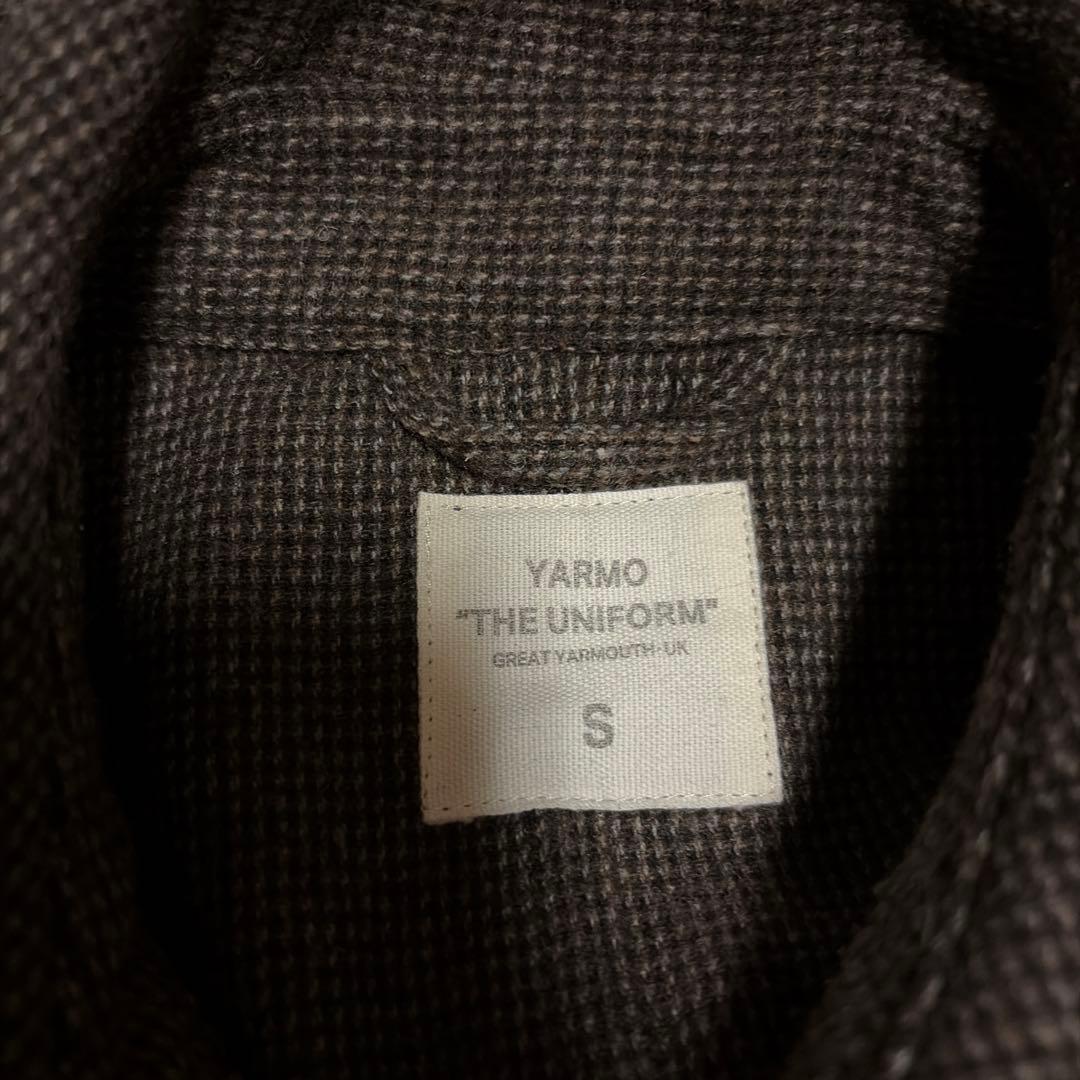 YARMO
"THE UNIFORM"
GREAT YARMOUTH·UK
S